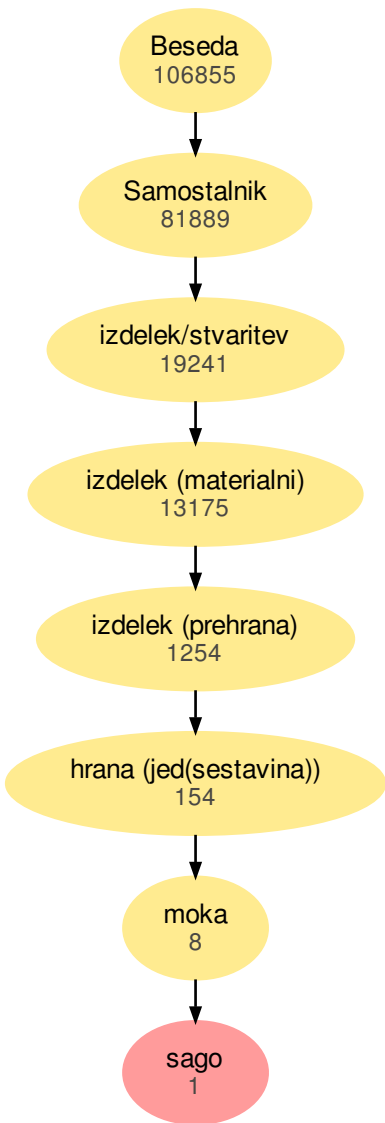 Beseda
106855
Samostalnik
81889
izdelek/stvaritev
19241
izdelek (materialni)
13175
izdelek (prehrana)
1254
hrana (jed(sestavina))
154
moka
8
sago
1